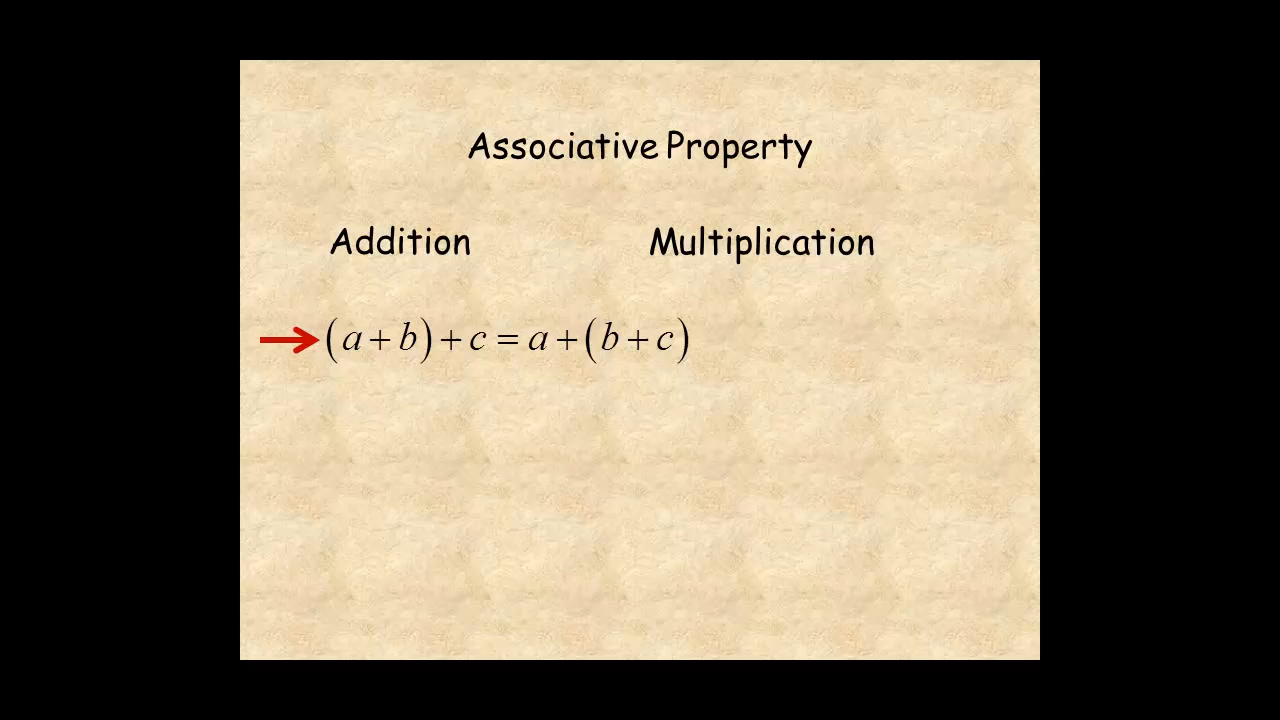 Associative Property
Addition Multiplication
(a + b) + c = a + (b + c)